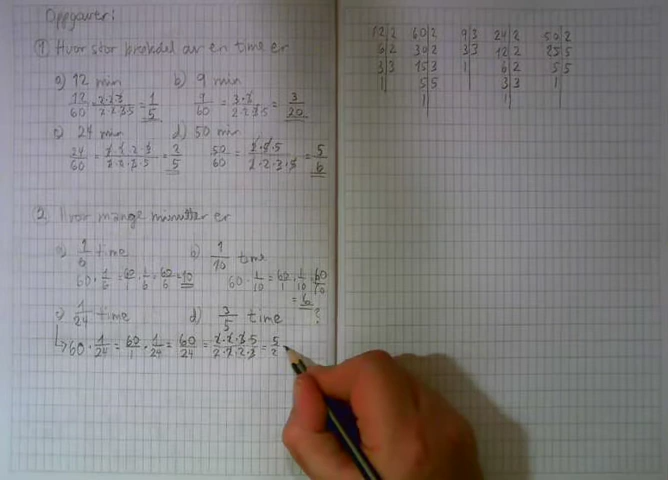 Oppgaver:
① Hvor stor brøkdel av en time er
a) 12 min b) 9 min
12/60 = 2·2·3/2·2·3·5 = 1/5 9/60 = 3·3/2·2·3·5 = 3/20
c) 24 min d) 50 min
24/60 = 2·2·2·3/2·2·3·5 = 2/5 50/60 = 2·5·5/2·2·3·5 = 5/6
② Hvor mange minutter er
a) 1/6 time b) 1/10 time
60 · 1/6 = 60/1 · 1/6 = 60/6 = 10 60 · 1/10 = 60/1 · 1/10 = 60/10
= 6
c) 1/24 time d) 3/5 time ?
60 · 1/24 = 60/1 · 1/24 = 60/24 = 2·2·3·5/2·2·2·3 = 5/2
12|2 60|2 9|3 24|2 50|2
6|2 30|2 3|3 12|2 25|5
3|3 15|3 1| 6|2 5|5
1| 5|5 3|3 1|
1| 1|